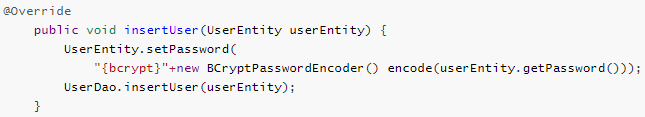 @Override
public void insertUser(UserEntity userEntity) {
UserEntity.setPassword(
"{bcrypt}"+new BCryptPasswordEncoder() encode(userEntity.getPassword()));
UserDao.insertUser(userEntity);
}